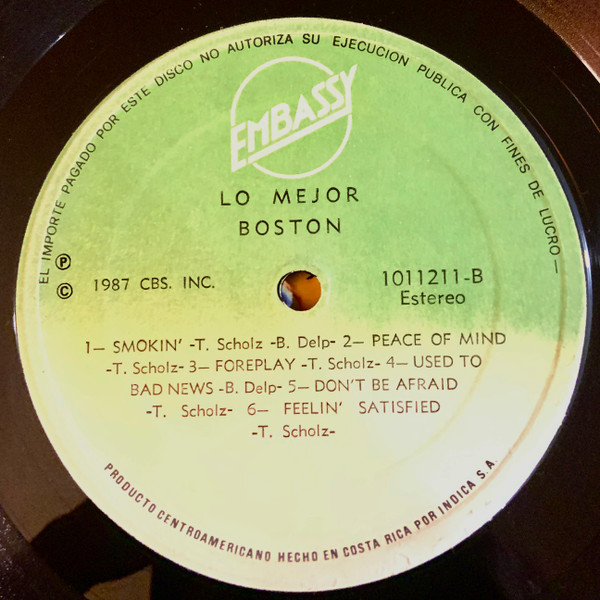 EL IMPORTE PAGADO POR ESTE DISCO NO AUTORIZA SU EJECUCION PUBLICA CON FINES DE LUCRO—
EMBASSY
LO MEJOR
BOSTON
Ⓟ
© 1987 CBS. INC.
1011211-B
Estereo
1— SMOKIN' -T. Scholz -B. Delp- 2— PEACE OF MIND
-T. Scholz- 3— FOREPLAY -T. Scholz- 4— USED TO
BAD NEWS -B. Delp- 5— DON'T BE AFRAID
-T. Scholz- 6— FEELIN' SATISFIED
-T. Scholz-
PRODUCTO CENTROAMERICANO HECHO EN COSTA RICA POR INDICA S.A.